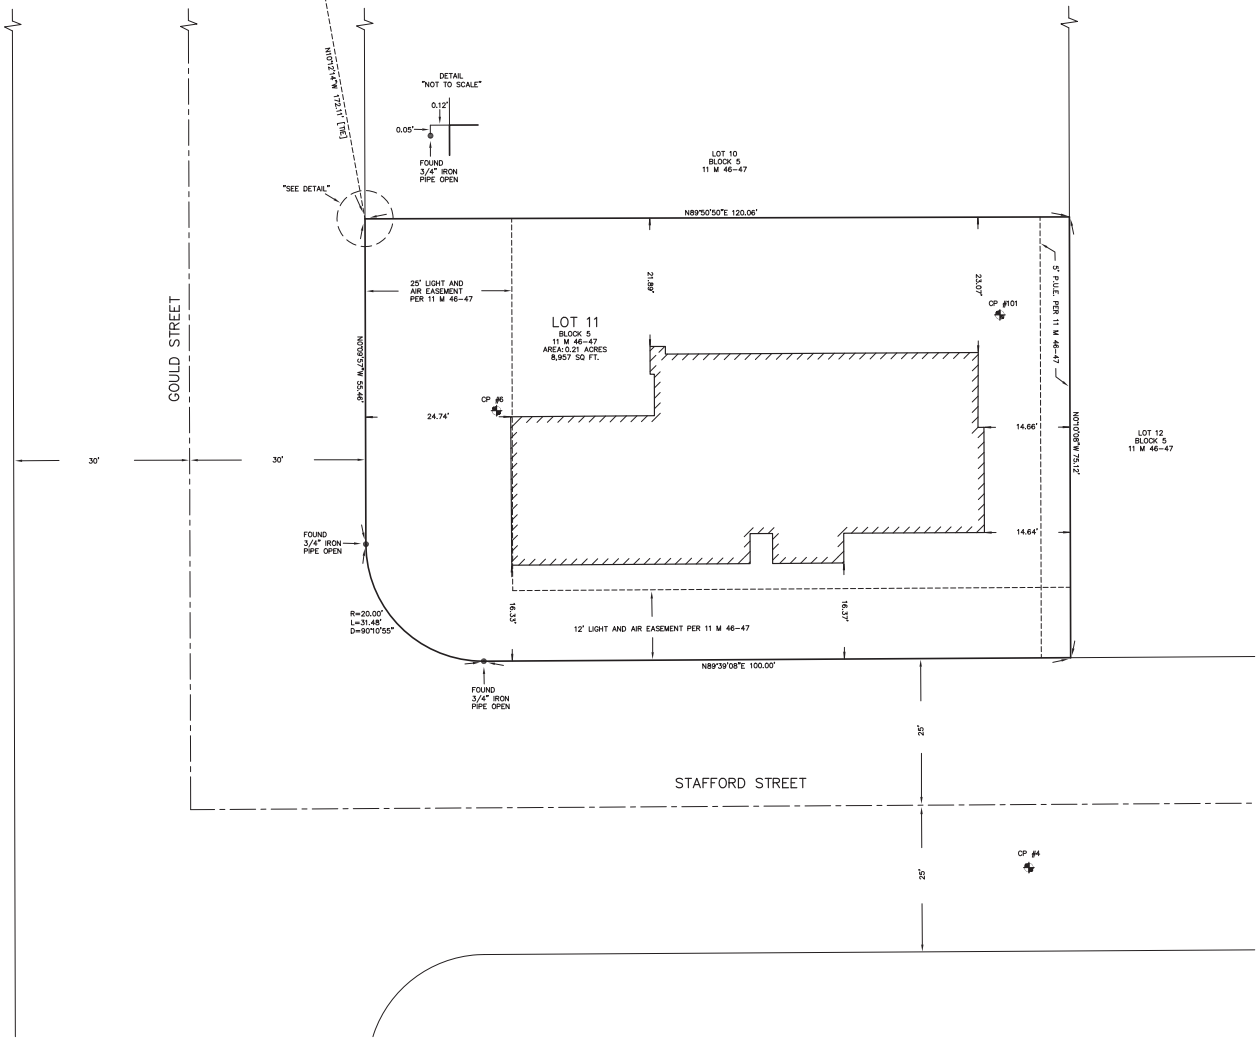 N10°12'14"W 172.11' [TIE]
DETAIL
"NOT TO SCALE"
0.12'
0.05'
FOUND
3/4" IRON
PIPE OPEN
LOT 10
BLOCK 5
11 M 46-47
"SEE DETAIL"
N89°50'50"E 120.06'
25' LIGHT AND
AIR EASEMENT
PER 11 M 46-47
21.89'
23.07'
5' P.U.E. PER 11 M 46-47
CP #101
GOULD STREET
LOT 11
BLOCK 5
11 M 46-47
AREA: 0.21 ACRES
8,957 SQ FT.
N0°09'57"W 55.46'
CP #6
24.74'
14.66'
N0°10'08"W 75.12'
LOT 12
BLOCK 5
11 M 46-47
30'
30'
FOUND
3/4" IRON
PIPE OPEN
14.64'
R=20.00'
L=31.48'
D=90°10'55"
16.33'
12' LIGHT AND AIR EASEMENT PER 11 M 46-47
16.37'
N89°39'08"E 100.00'
FOUND
3/4" IRON
PIPE OPEN
25'
STAFFORD STREET
CP #4
25'